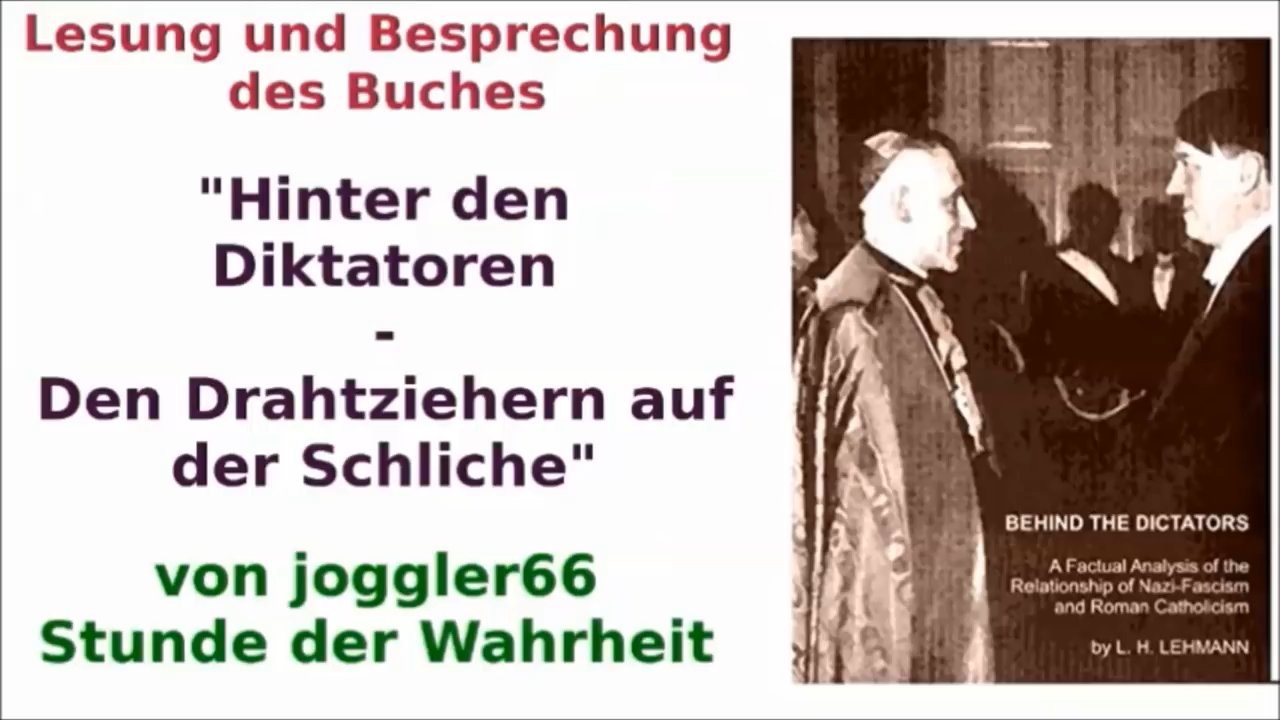 Lesung und Besprechung
des Buches
"Hinter den
Diktatoren
-
Den Drahtziehern auf
der Schliche"
von joggler66
Stunde der Wahrheit
BEHIND THE DICTATORS
A Factual Analysis of the
Relationship of Nazi-Fascism
and Roman Catholicism
by L. H. LEHMANN